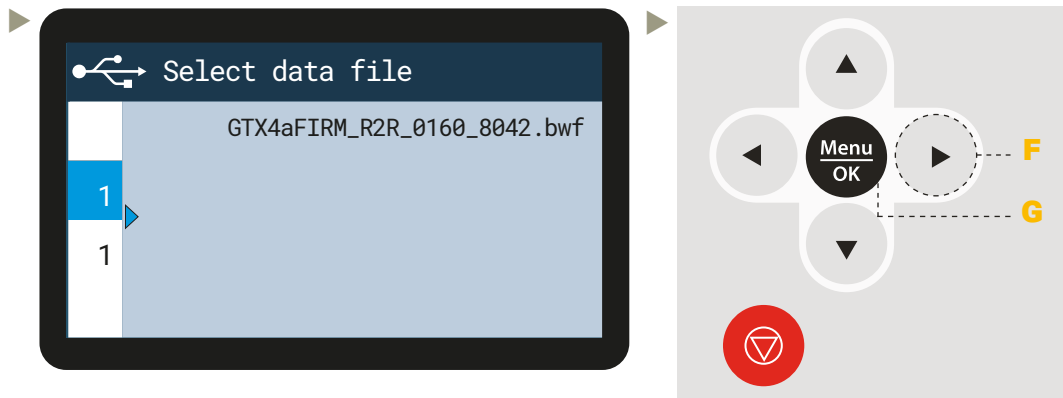 Select data file
GTX4aFIRM_R2R_0160_8042.bwf
1
1
Menu
OK
F
G